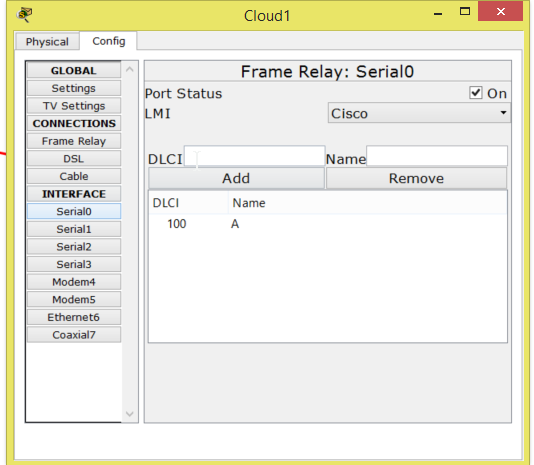 Cloud1
Physical Config
GLOBAL
Settings
TV Settings
CONNECTIONS
Frame Relay
DSL
Cable
INTERFACE
Serial0
Serial1
Serial2
Serial3
Modem4
Modem5
Ethernet6
Coaxial7
Frame Relay: Serial0
Port Status On
LMI Cisco
DLCI Name
Add Remove
DLCI Name
100 A